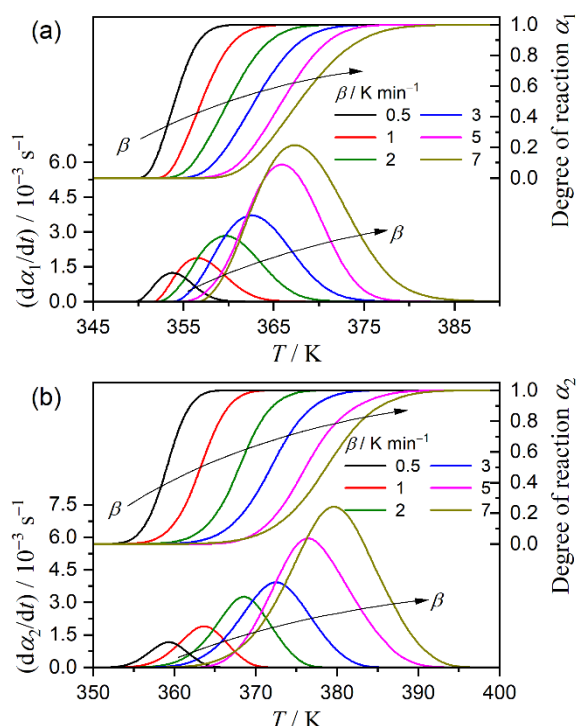 (a)
1.0
0.8
0.6
0.4
0.2
0.0
Degree of reaction α₁
β / K min⁻¹
0.5 3
1 5
2 7
β
β
6.0
4.5
3.0
1.5
0.0
(dα₁/dt) / 10⁻³ s⁻¹
345 355 365 375 385
T / K
(b)
1.0
0.8
0.6
0.4
0.2
0.0
Degree of reaction α₂
β / K min⁻¹
0.5 3
1 5
2 7
β
β
7.5
6.0
4.5
3.0
1.5
0.0
(dα₂/dt) / 10⁻³ s⁻¹
350 360 370 380 390 400
T / K